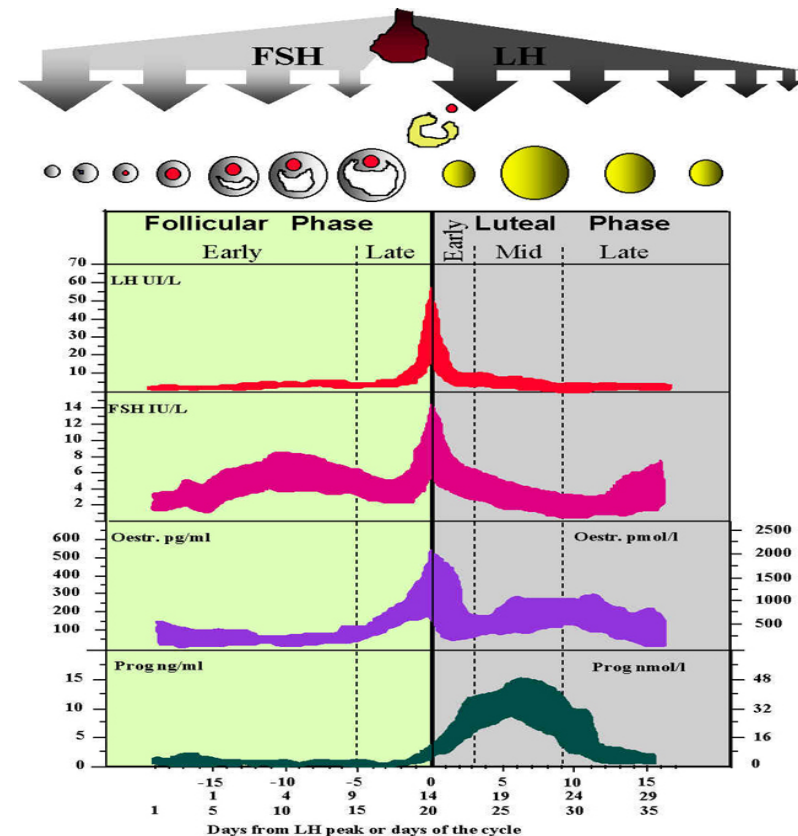 FSH LH
Follicular Phase Luteal Phase
Early Late Early Mid Late
70
LH UI/L
60
50
40
30
20
10
14 FSH IU/L
12
10
8
6
4
2
Oestr. pg/ml Oestr. pmol/l
600 2500
500 2000
400 1500
300
200 1000
100 500
Prog ng/ml Prog nmol/l
15 48
10 32
5 16
0 0
-15 -10 -5 0 5 10 15
1 4 9 14 19 24 29
1 5 10 15 20 25 30 35
Days from LH peak or days of the cycle